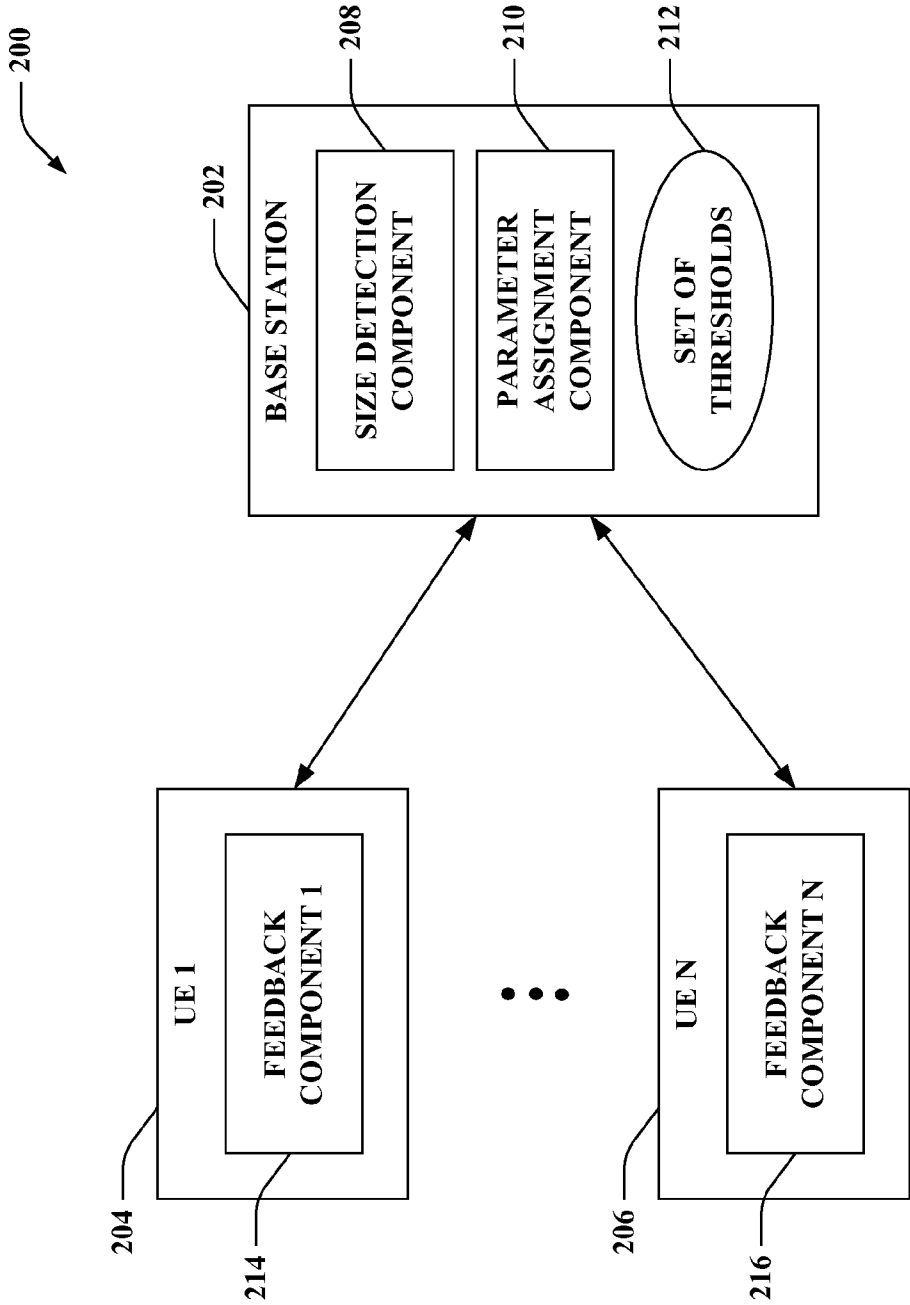 200
202
BASE STATION
208
SIZE DETECTION
COMPONENT
210
PARAMETER
ASSIGNMENT
COMPONENT
212
SET OF
THRESHOLDS
204
UE 1
214
FEEDBACK
COMPONENT 1
206
UE N
216
FEEDBACK
COMPONENT N